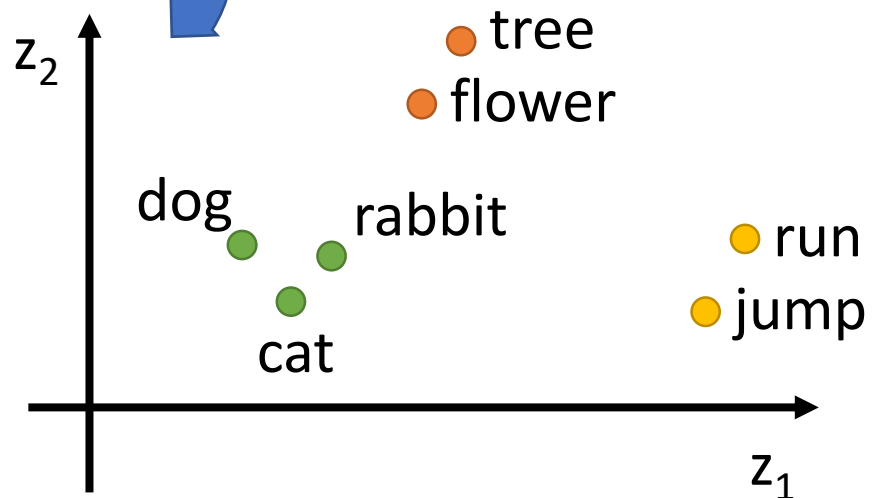 tree
z₂
flower
dog
rabbit
run
jump
cat
z₁